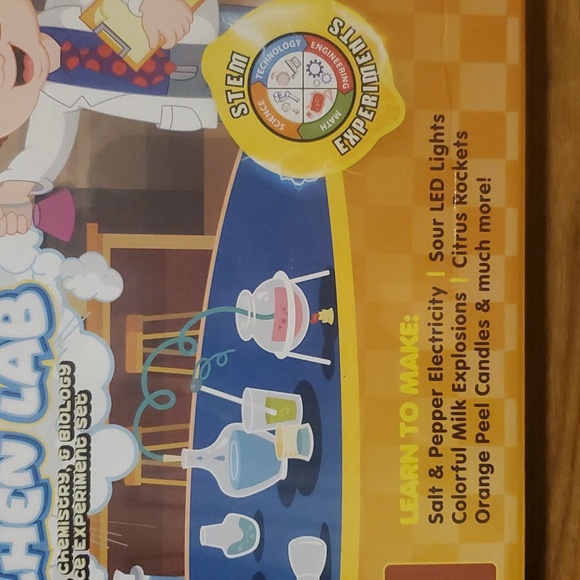 STEM
EXPERIMENTS
TECHNOLOGY
ENGINEERING
SCIENCE
MATH
LAB
CHEMISTRY, & BIOLOGY
EXPERIMENT SET
LEARN TO MAKE:
Salt & Pepper Electricity | Sour LED Lights
Colorful Milk Explosions | Citrus Rockets
Orange Peel Candles & much more!